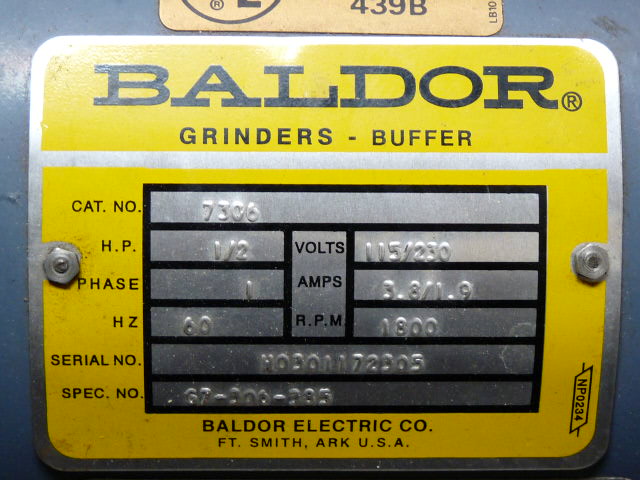 439B
LB10
BALDOR®
GRINDERS - BUFFER
CAT. NO. 7306
H.P. 1/2 VOLTS 115/230
PHASE 1 AMPS 3.8/1.9
HZ 60 R.P.M. 1800
SERIAL NO.
SPEC. NO.
NP0234
BALDOR ELECTRIC CO.
FT. SMITH, ARK U.S.A.